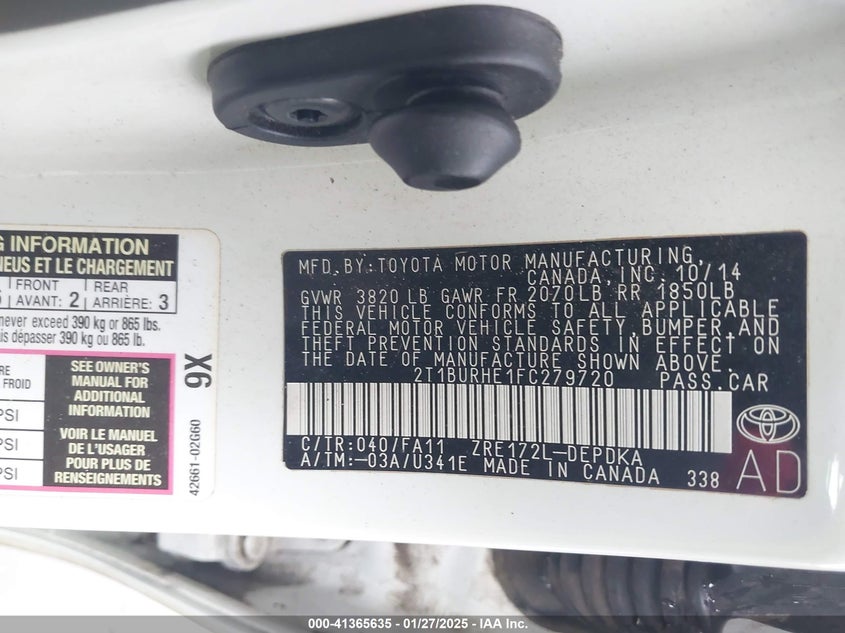 G INFORMATION
NEUS ET LE CHARGEMENT
FRONT REAR
AVANT: 2 ARRIÈRE: 3
never exceed 390 kg or 865 lbs.
dépasser 390 kg ou 865 lb.
FROID
PSI
PSI
PSI
SEE OWNER'S
MANUAL FOR
ADDITIONAL
INFORMATION
VOIR LE MANUEL
DE L'USAGER
POUR PLUS DE
RENSEIGNEMENTS
9X
42661-02G60
MFD. BY: TOYOTA MOTOR MANUFACTURING,
CANADA, INC. 10/14
GVWR 3820 LB GAWR FR 2070LB RR 1850LB
THIS VEHICLE CONFORMS TO ALL APPLICABLE
FEDERAL MOTOR VEHICLE SAFETY, BUMPER, AND
THEFT PREVENTION STANDARDS IN EFFECT ON
THE DATE OF MANUFACTURE SHOWN ABOVE.
2T1BURHE1FC279720 PASS. CAR
C/TR: 040/FA11 ZRE172L-DEPDKA
A/TM: -03A/U341E MADE IN CANADA 338
AD
000-41365635 - 01/27/2025 - IAA Inc.